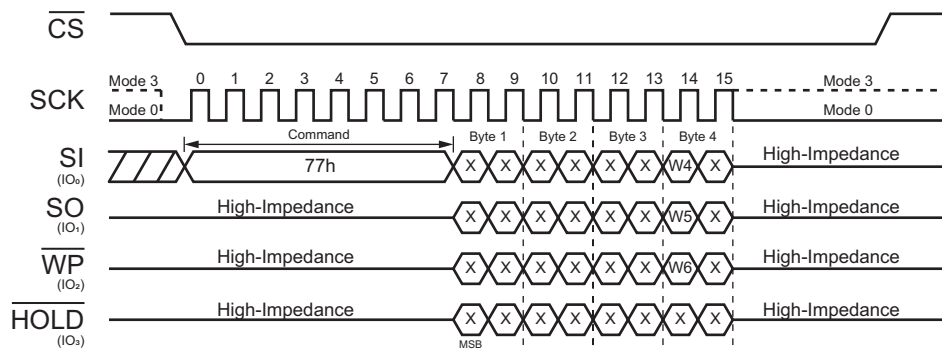 CS
Mode 3 0 1 2 3 4 5 6 7 8 9 10 11 12 13 14 15 Mode 3
SCK
Mode 0 Mode 0
Command Byte 1 Byte 2 Byte 3 Byte 4
SI 77h X X X X X X W4 X High-Impedance
(IO₀)
SO High-Impedance X X X X X X W5 X High-Impedance
(IO₁)
WP High-Impedance X X X X X X W6 X High-Impedance
(IO₂)
HOLD High-Impedance X X X X X X X X High-Impedance
(IO₃)
MSB